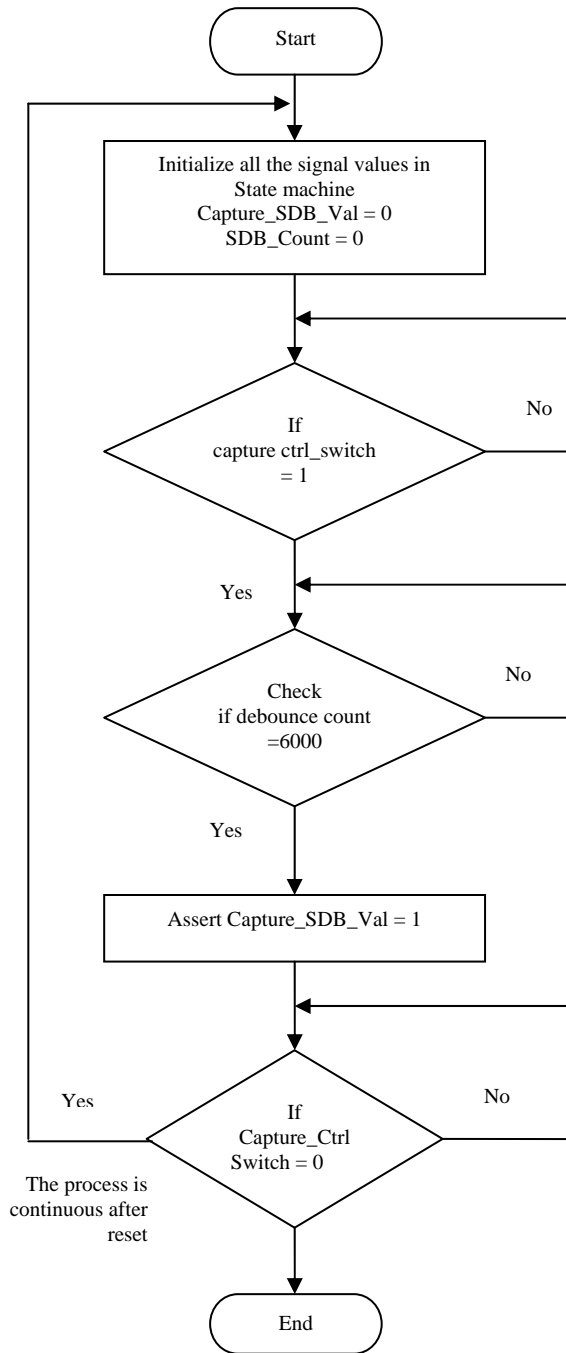 Start
Initialize all the signal values in
State machine
Capture_SDB_Val = 0
SDB_Count = 0
If
capture ctrl_switch
= 1
No
Yes
Check
if debounce count
=6000
No
Yes
Assert Capture_SDB_Val = 1
If
Capture_Ctrl
Switch = 0
Yes
No
The process is
continuous after
reset
End